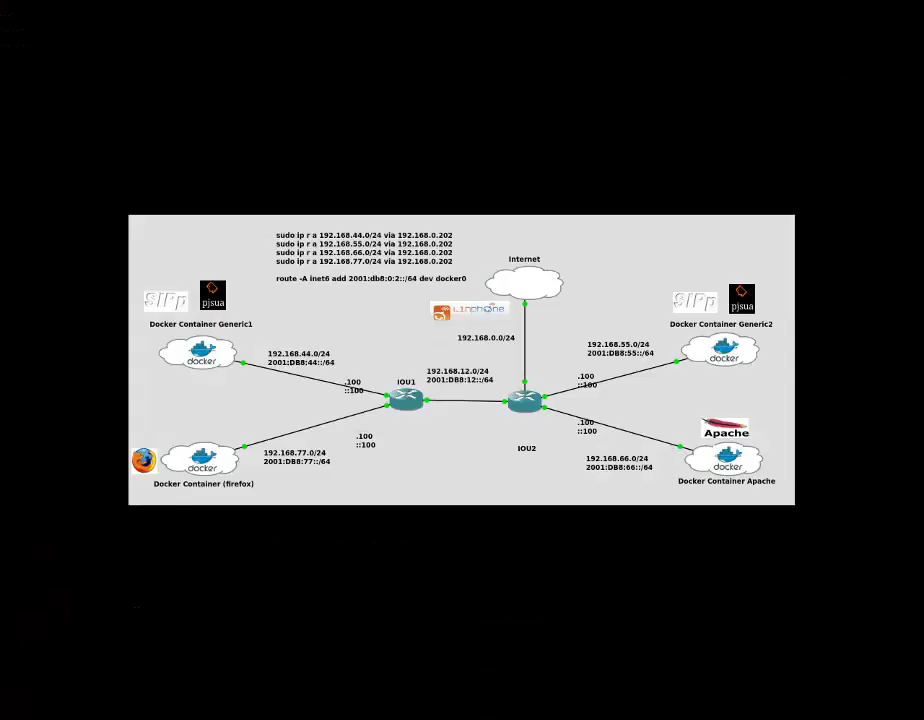 sudo ip r a 192.168.44.0/24 via 192.168.0.202
sudo ip r a 192.168.55.0/24 via 192.168.0.202
sudo ip r a 192.168.66.0/24 via 192.168.0.202
sudo ip r a 192.168.77.0/24 via 192.168.0.202
route -A inet6 add 2001:db8:0:2::/64 dev docker0
Internet
SIPp
pjsua
linphone
SIPp
pjsua
Docker Container Generic1
Docker Container Generic2
192.168.0.0/24
docker
192.168.44.0/24
2001:DB8:44::/64
192.168.55.0/24
2001:DB8:55::/64
docker
.100
::100
IOU1
192.168.12.0/24
2001:DB8:12::/64
.100
::100
.100
::100
IOU2
.100
::100
Apache
docker
192.168.77.0/24
2001:DB8:77::/64
192.168.66.0/24
2001:DB8:66::/64
docker
Docker Container (firefox)
Docker Container Apache